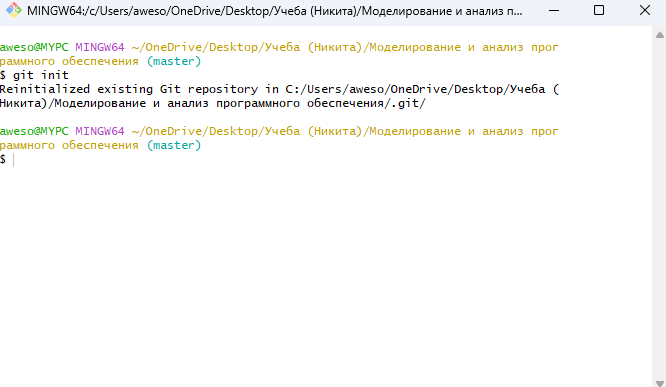 MINGW64:/c/Users/aweso/OneDrive/Desktop/Учеба (Никита)/Моделирование и анализ п...
aweso@MYPC MINGW64 ~/OneDrive/Desktop/Учеба (Никита)/Моделирование и анализ прог
раммного обеспечения (master)
$ git init
Reinitialized existing Git repository in C:/Users/aweso/OneDrive/Desktop/Учеба (
Никита)/Моделирование и анализ программного обеспечения/.git/
aweso@MYPC MINGW64 ~/OneDrive/Desktop/Учеба (Никита)/Моделирование и анализ прог
раммного обеспечения (master)
$